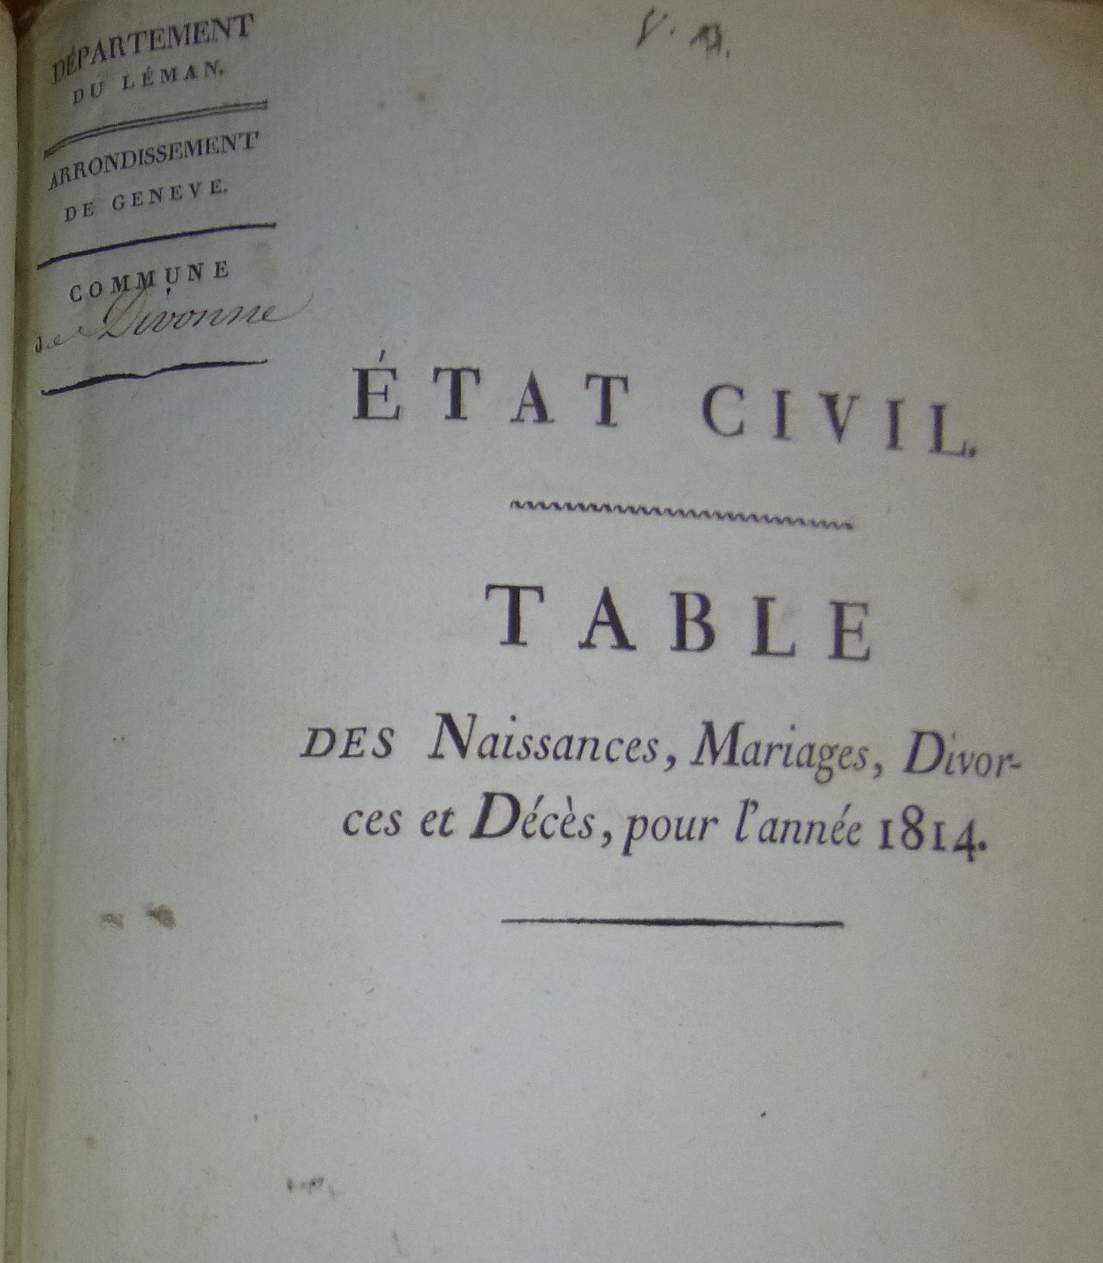 DÉPARTEMENT
DU LÉMAN.
ARRONDISSEMENT
DE GENEVE.
COMMUNE
de Divonne
ÉTAT CIVIL.
TABLE
DES Naissances, Mariages, Divor-
ces et Décès, pour l'année 1814.